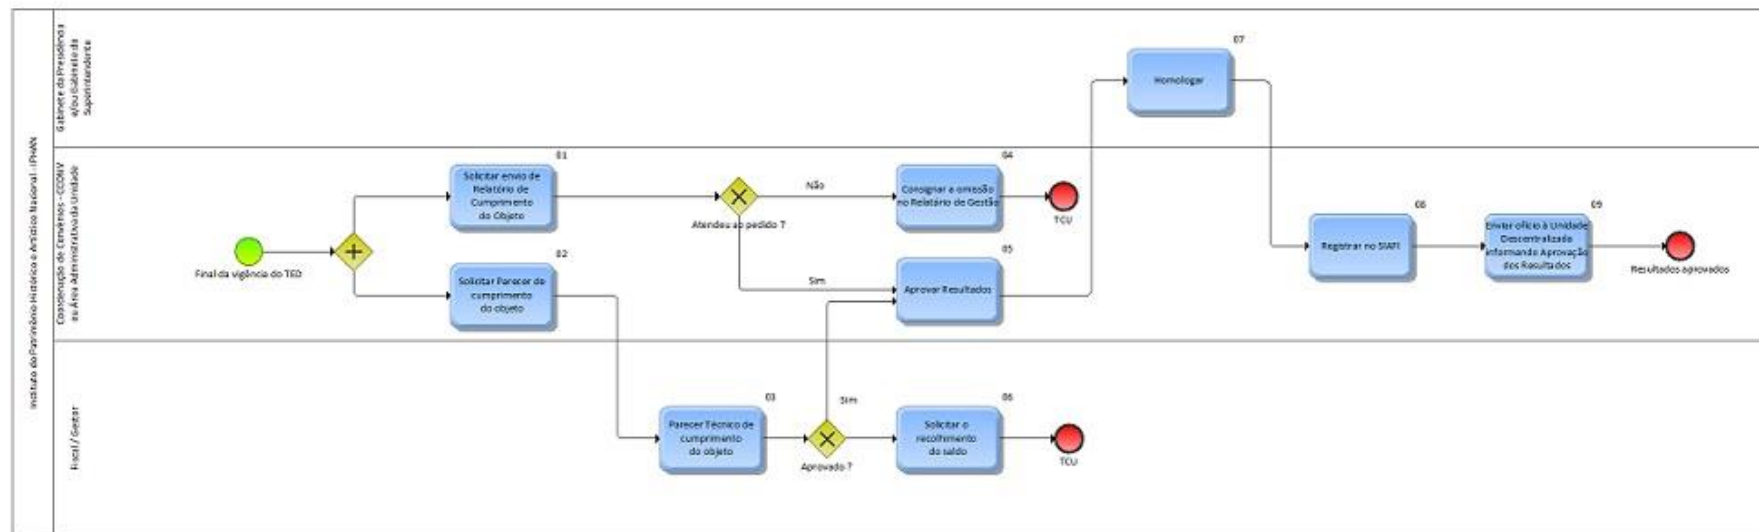 Instituto do Patrimônio Histórico e Artístico Nacional - IPHAN
Gabinete da Presidência
e/ou Gabinete do
Superintendente
07
Homologar
Coordenação de Convênios - CCONV
ou Área Administrativa da Unidade
01
Solicitar envio de
Relatório de
Cumprimento
do Objeto
Atendeu ao pedido ?
Não
Sim
04
Consignar a omissão
no Relatório de Gestão
TCU
Final da vigência do TED
02
Solicitar Parecer de
cumprimento
do objeto
05
Aprovar Resultados
08
Registrar no SIAFI
09
Enviar ofício à Unidade
Descentralizada
informando Aprovação
dos Resultados
Resultados aprovados
Fiscal / Gestor
03
Parecer Técnico de
cumprimento
do objeto
Aprovado ?
Sim
06
Solicitar o
recolhimento
do saldo
TCU